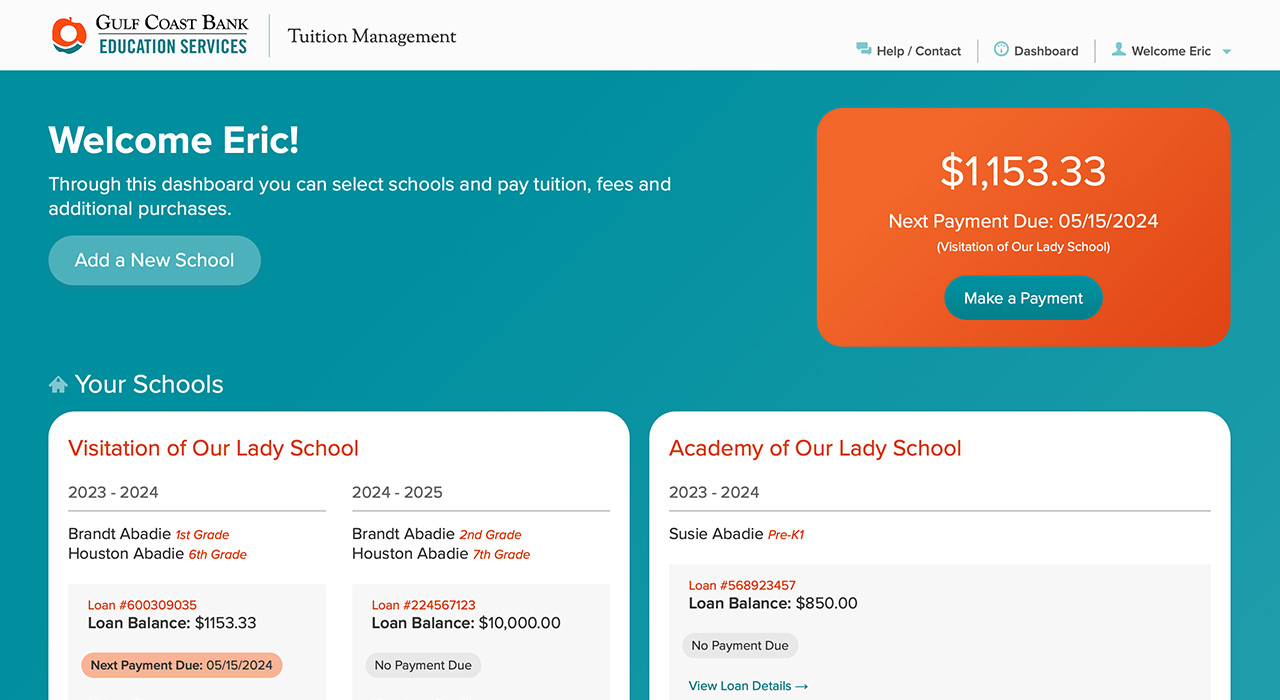 GULF COAST BANK
EDUCATION SERVICES
Tuition Management
Help / Contact
Dashboard
Welcome Eric
Welcome Eric!
Through this dashboard you can select schools and pay tuition, fees and
additional purchases.
Add a New School
$1,153.33
Next Payment Due: 05/15/2024
(Visitation of Our Lady School)
Make a Payment
Your Schools
Visitation of Our Lady School
2023 - 2024
Brandt Abadie 1st Grade
Houston Abadie 6th Grade
Loan #600309035
Loan Balance: $1153.33
Next Payment Due: 05/15/2024
2024 - 2025
Brandt Abadie 2nd Grade
Houston Abadie 7th Grade
Loan #224567123
Loan Balance: $10,000.00
No Payment Due
Academy of Our Lady School
2023 - 2024
Susie Abadie Pre-K1
Loan #568923457
Loan Balance: $850.00
No Payment Due
View Loan Details →